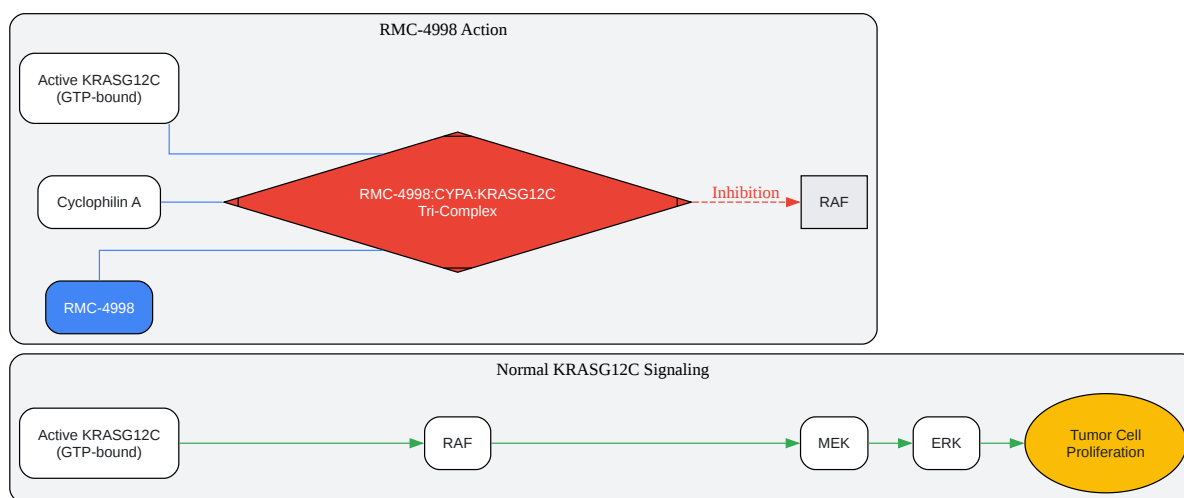 RMC-4998 Action
Active KRASG12C
(GTP-bound)
Cyclophilin A
RMC-4998
RMC-4998:CYPA:KRASG12C
Tri-Complex
Inhibition
RAF
Normal KRASG12C Signaling
Active KRASG12C
(GTP-bound)
RAF
MEK
ERK
Tumor Cell
Proliferation